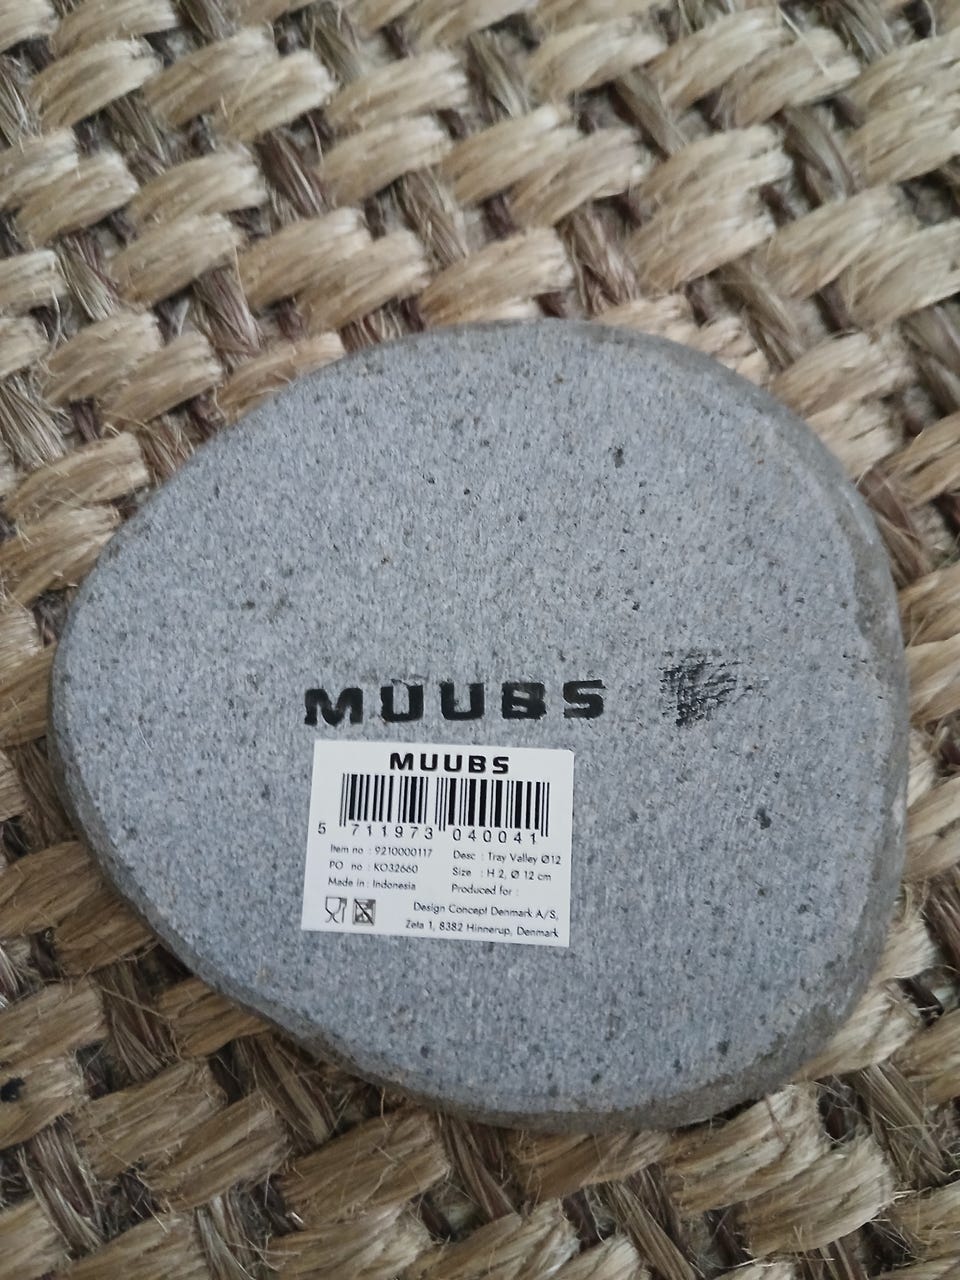 MUUBS
MUUBS
5 711973 040041
Item no : 9210000117
PO. no : KO32660
Made in : Indonesia
Desc : Tray Valley Ø12
Size : H 2, Ø 12 cm
Produced for :
Design Concept Denmark A/S,
Zeta 1, 8382 Hinnerup, Denmark